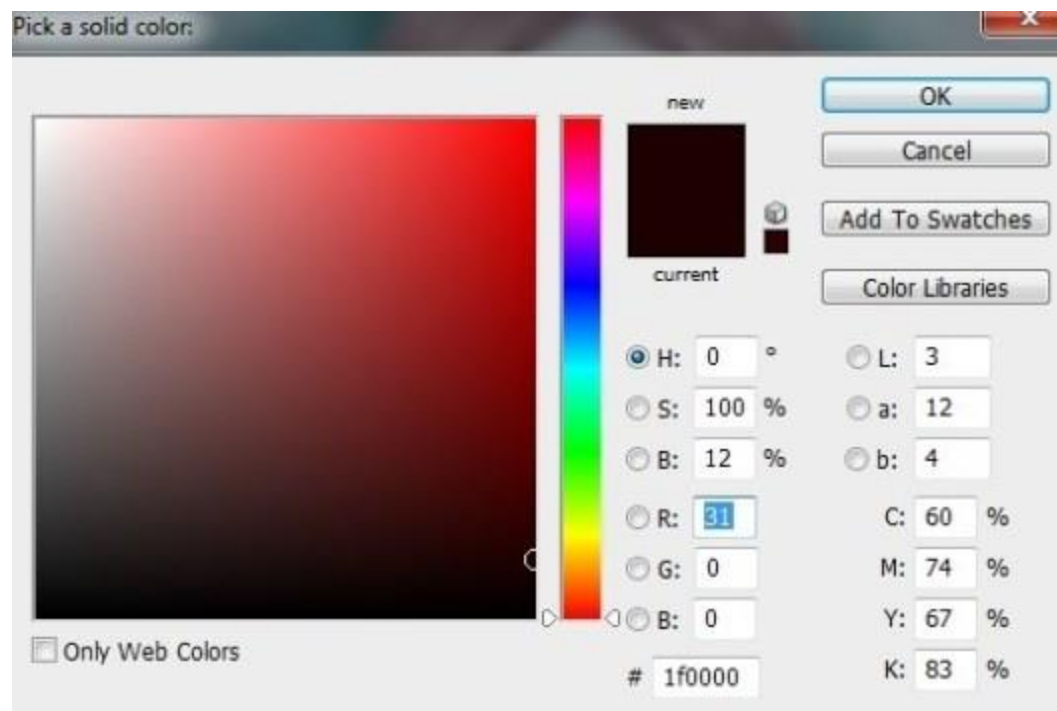 Pick a solid color:
X
new
OK
Cancel
Add To Swatches
current
Color Libraries
H: 0 °
L: 3
S: 100 %
a: 12
B: 12 %
b: 4
R: 31
C: 60 %
G: 0
M: 74 %
B: 0
Y: 67 %
Only Web Colors
# 1f0000
K: 83 %